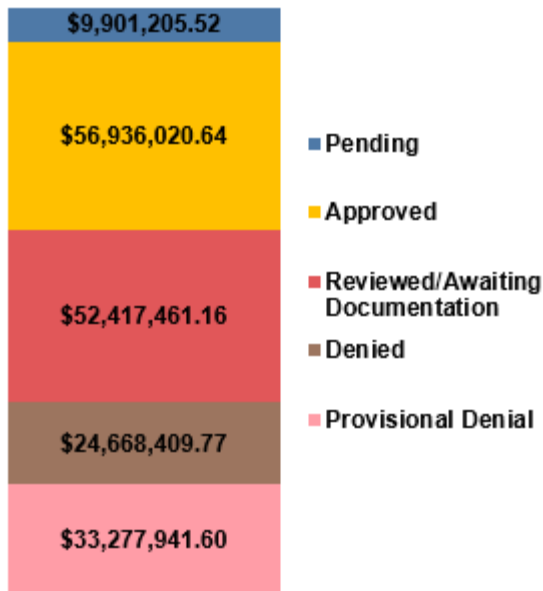 $9,901,205.52
$56,936,020.64
$52,417,461.16
$24,668,409.77
$33,277,941.60
Pending
Approved
Reviewed/Awaiting
Documentation
Denied
Provisional Denial